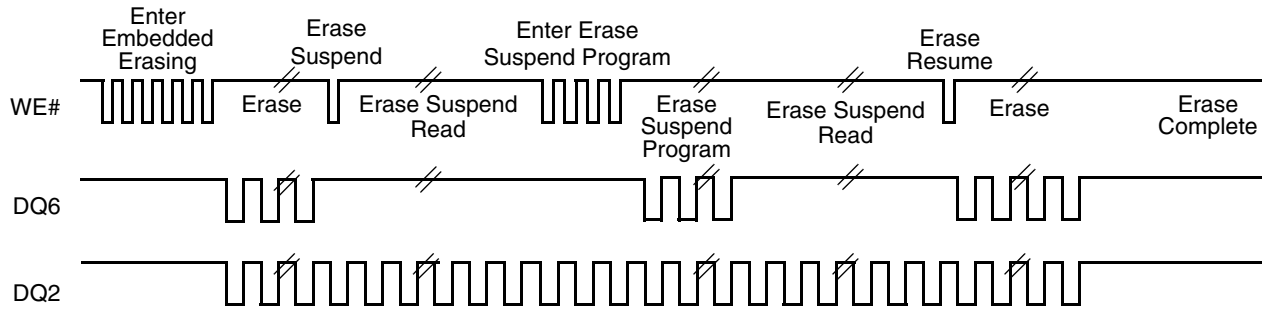 Enter
Embedded
Erasing
Erase
Suspend
Enter Erase
Suspend Program
Erase
Resume
WE#
Erase
Erase Suspend
Read
Erase
Suspend
Program
Erase Suspend
Read
Erase
Erase
Complete
DQ6
DQ2